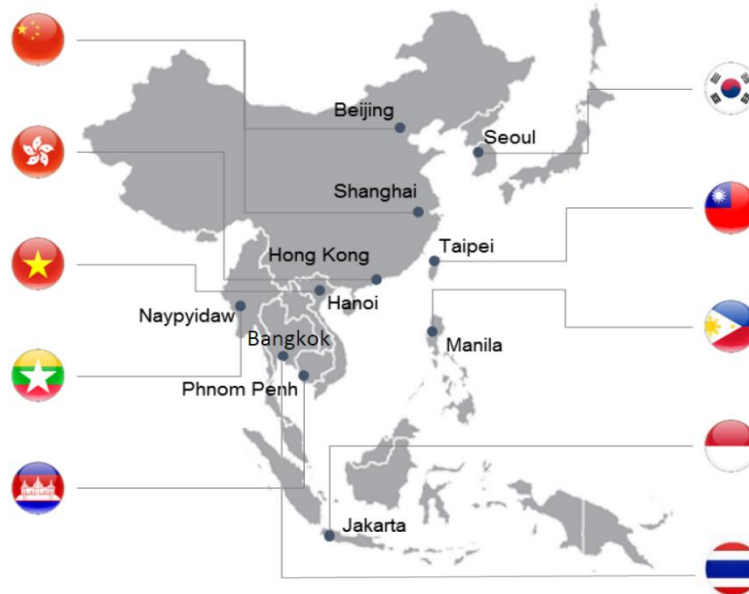 Beijing
Seoul
Shanghai
Taipei
Hong Kong
Hanoi
Naypyidaw
Bangkok
Manila
Phnom Penh
Jakarta